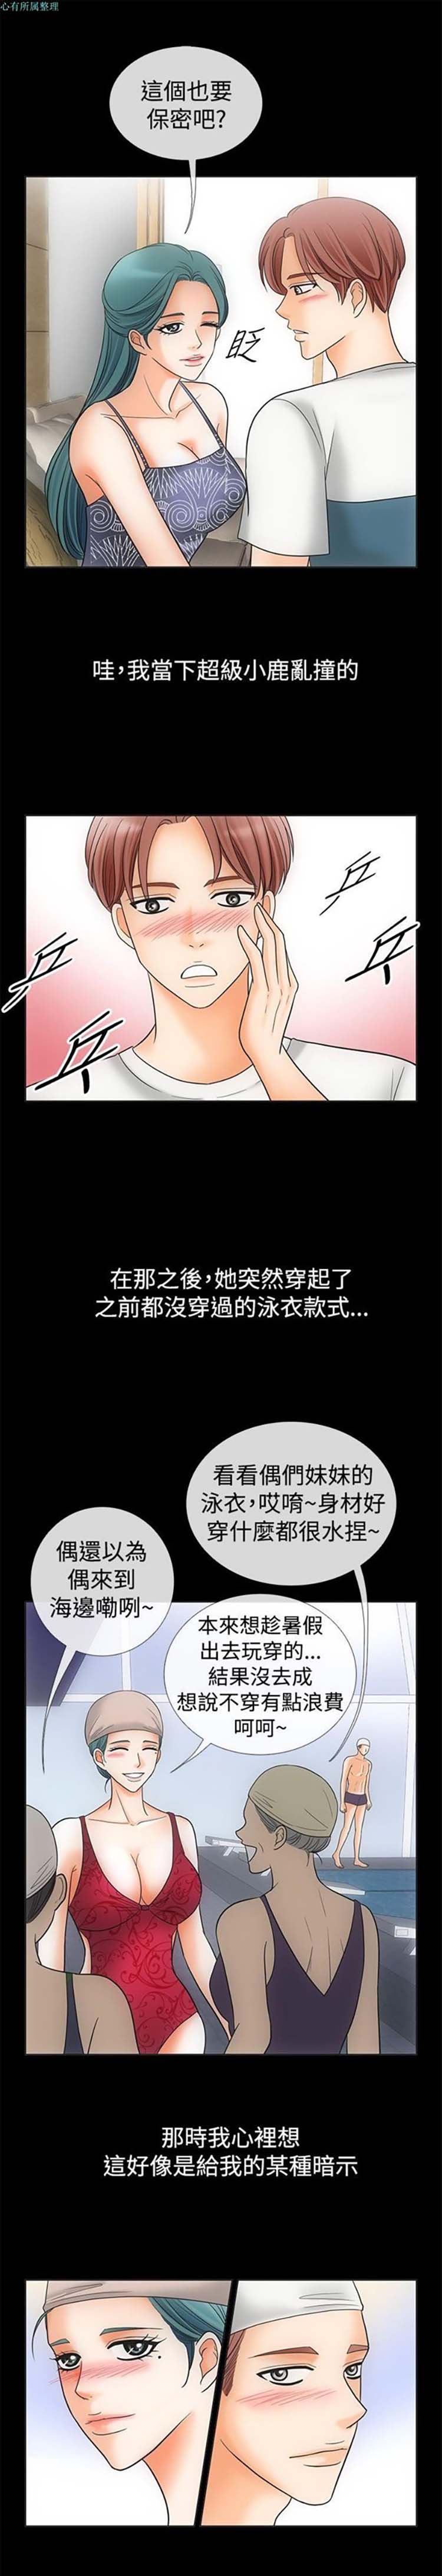 心有所属整理
這個也要
保密吧?
眨
哇,我當下超級小鹿亂撞的
乒
乓
乒
乓
在那之後,她突然穿起了
之前都沒穿過的泳衣款式...
看看偶們妹妹的
泳衣,哎唷~身材好
穿什麼都很水捏~
偶還以為
偶來到
海邊嘞咧~
本來想趁暑假
出去玩穿的...
結果沒去成
想說不穿有點浪費
呵呵~
那時我心裡想
這好像是給我的某種暗示